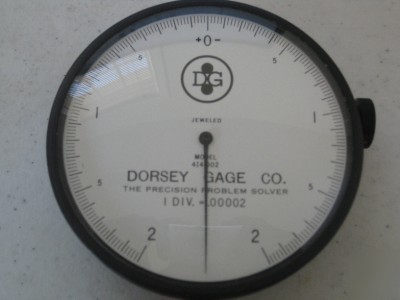 +0-
.5 .5
DG
1 1
JEWELED
MODEL
DORSEY GAGE CO.
.5 .5
THE PRECISION PROBLEM SOLVER
1 DIV. = .00002
2 2